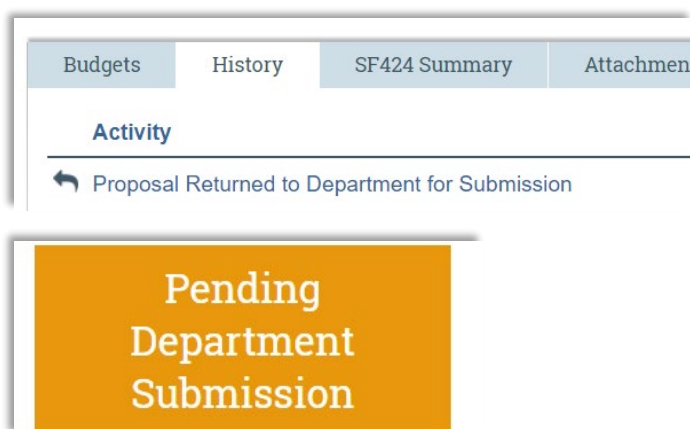 Budgets History SF424 Summary Attachmen
Activity
Proposal Returned to Department for Submission
Pending
Department
Submission